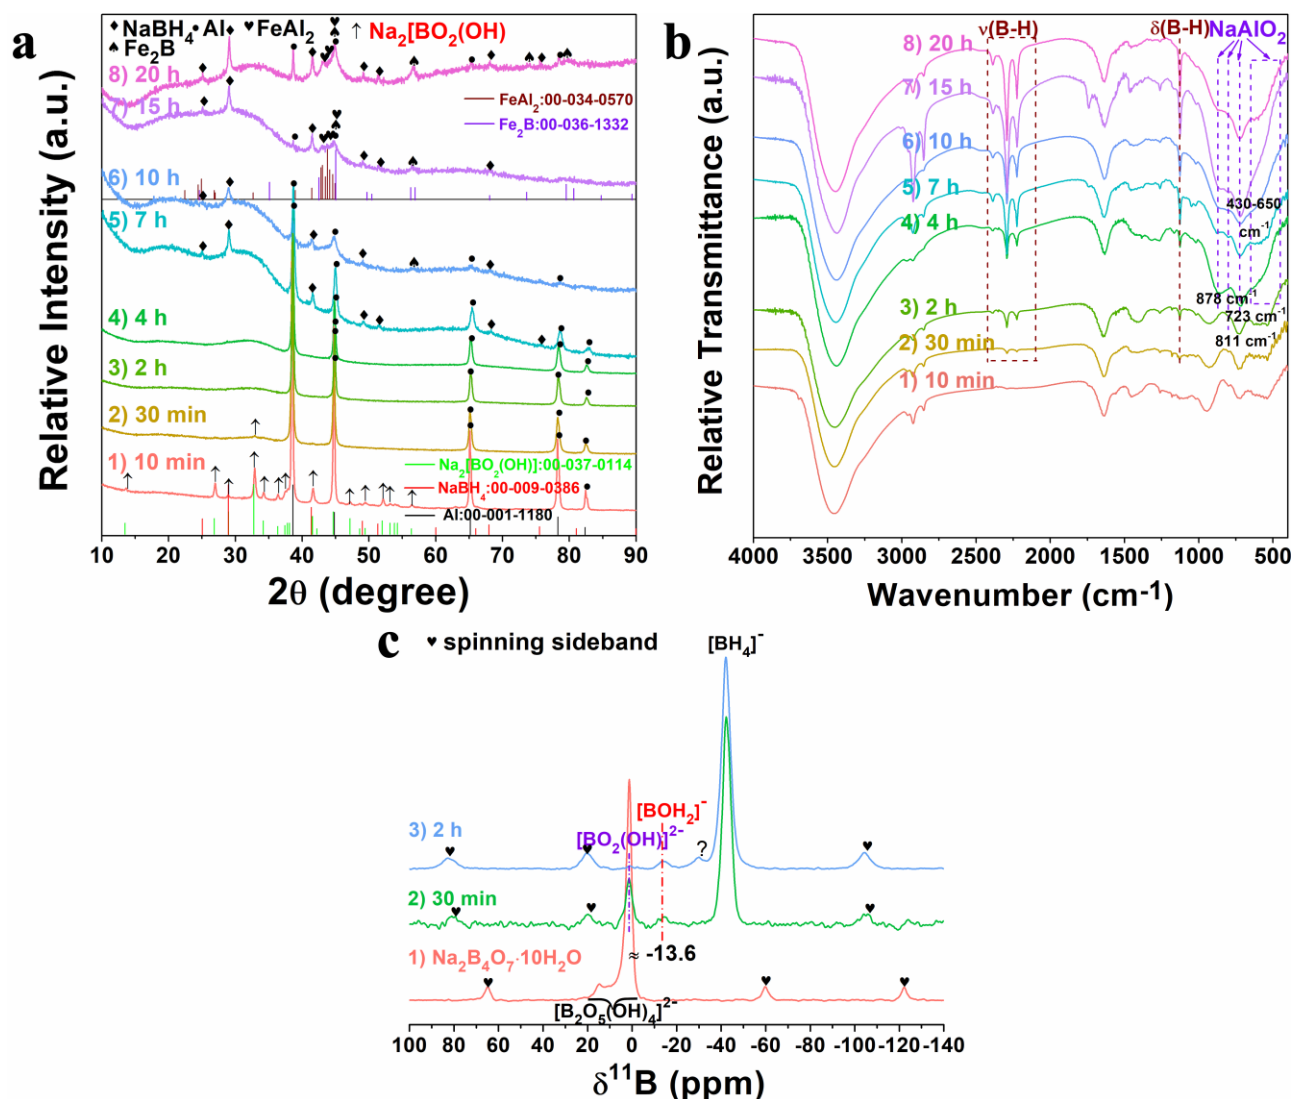 a
♦NaBH₄ •Al ♥FeAl₂ ↑ Na₂[BO₂(OH)
♠Fe₂B
8) 20 h
7) 15 h
FeAl₂:00-034-0570
Fe₂B:00-036-1332
6) 10 h
5) 7 h
4) 4 h
3) 2 h
2) 30 min
1) 10 min
Na₂[BO₂(OH)]:00-037-0114
NaBH₄:00-009-0386
Al:00-001-1180
Relative Intensity (a.u.)
10 20 30 40 50 60 70 80 90
2θ (degree)
b
ν(B-H)
δ(B-H)
NaAlO₂
8) 20 h
7) 15 h
6) 10 h
5) 7 h
4) 4 h
3) 2 h
2) 30 min
1) 10 min
430-650
cm⁻¹
878 cm⁻¹
723 cm⁻¹
811 cm⁻¹
Relative Transmittance (a.u.)
4000 3500 3000 2500 2000 1500 1000 500
Wavenumber (cm⁻¹)
c
♥ spinning sideband
[BH₄]⁻
[BOH₂]⁻
[BO₂(OH)]²⁻
?
3) 2 h
2) 30 min
≈ -13.6
1) Na₂B₄O₇·10H₂O
[B₂O₅(OH)₄]²⁻
100 80 60 40 20 0 -20 -40 -60 -80 -100 -120 -140
δ¹¹B (ppm)